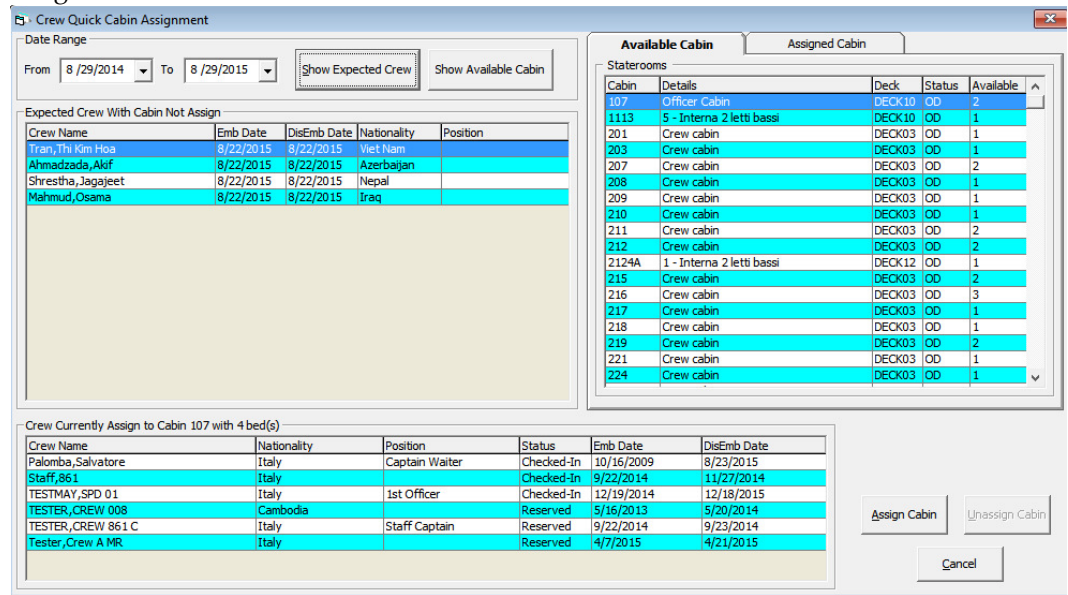 Crew Quick Cabin Assignment
Date Range
From 8 /29/2014 To 8 /29/2015 Show Expected Crew Show Available Cabin
Expected Crew With Cabin Not Assign
Crew Name Emb Date DisEmb Date Nationality Position
Tran,Thi Kim Hoa 8/22/2015 8/22/2015 Viet Nam
Ahmadzada,Akif 8/22/2015 8/22/2015 Azerbaijan
Shrestha,Jagajeet 8/22/2015 8/22/2015 Nepal
Mahmud,Osama 8/22/2015 8/22/2015 Iraq
Available Cabin Assigned Cabin
Staterooms
Cabin Details Deck Status Available
107 Officer Cabin DECK10 OD 2
1113 5 - Interna 2 letti bassi DECK10 OD 1
201 Crew cabin DECK03 OD 1
203 Crew cabin DECK03 OD 1
207 Crew cabin DECK03 OD 2
208 Crew cabin DECK03 OD 1
209 Crew cabin DECK03 OD 1
210 Crew cabin DECK03 OD 1
211 Crew cabin DECK03 OD 2
212 Crew cabin DECK03 OD 2
2124A 1 - Interna 2 letti bassi DECK12 OD 1
215 Crew cabin DECK03 OD 2
216 Crew cabin DECK03 OD 3
217 Crew cabin DECK03 OD 1
218 Crew cabin DECK03 OD 1
219 Crew cabin DECK03 OD 2
221 Crew cabin DECK03 OD 1
224 Crew cabin DECK03 OD 1
Crew Currently Assign to Cabin 107 with 4 bed(s)
Crew Name Nationality Position Status Emb Date DisEmb Date
Palomba,Salvatore Italy Captain Waiter Checked-In 10/16/2009 8/23/2015
Staff,861 Italy Checked-In 9/22/2014 11/27/2014
TESTMAY,SPD 01 Italy 1st Officer Checked-In 12/19/2014 12/18/2015
TESTER,CREW 008 Cambodia Reserved 5/16/2013 5/20/2014
TESTER,CREW 861 C Italy Staff Captain Reserved 9/22/2014 9/23/2014
Tester,Crew A MR Italy Reserved 4/7/2015 4/21/2015
Assign Cabin Unassign Cabin
Cancel